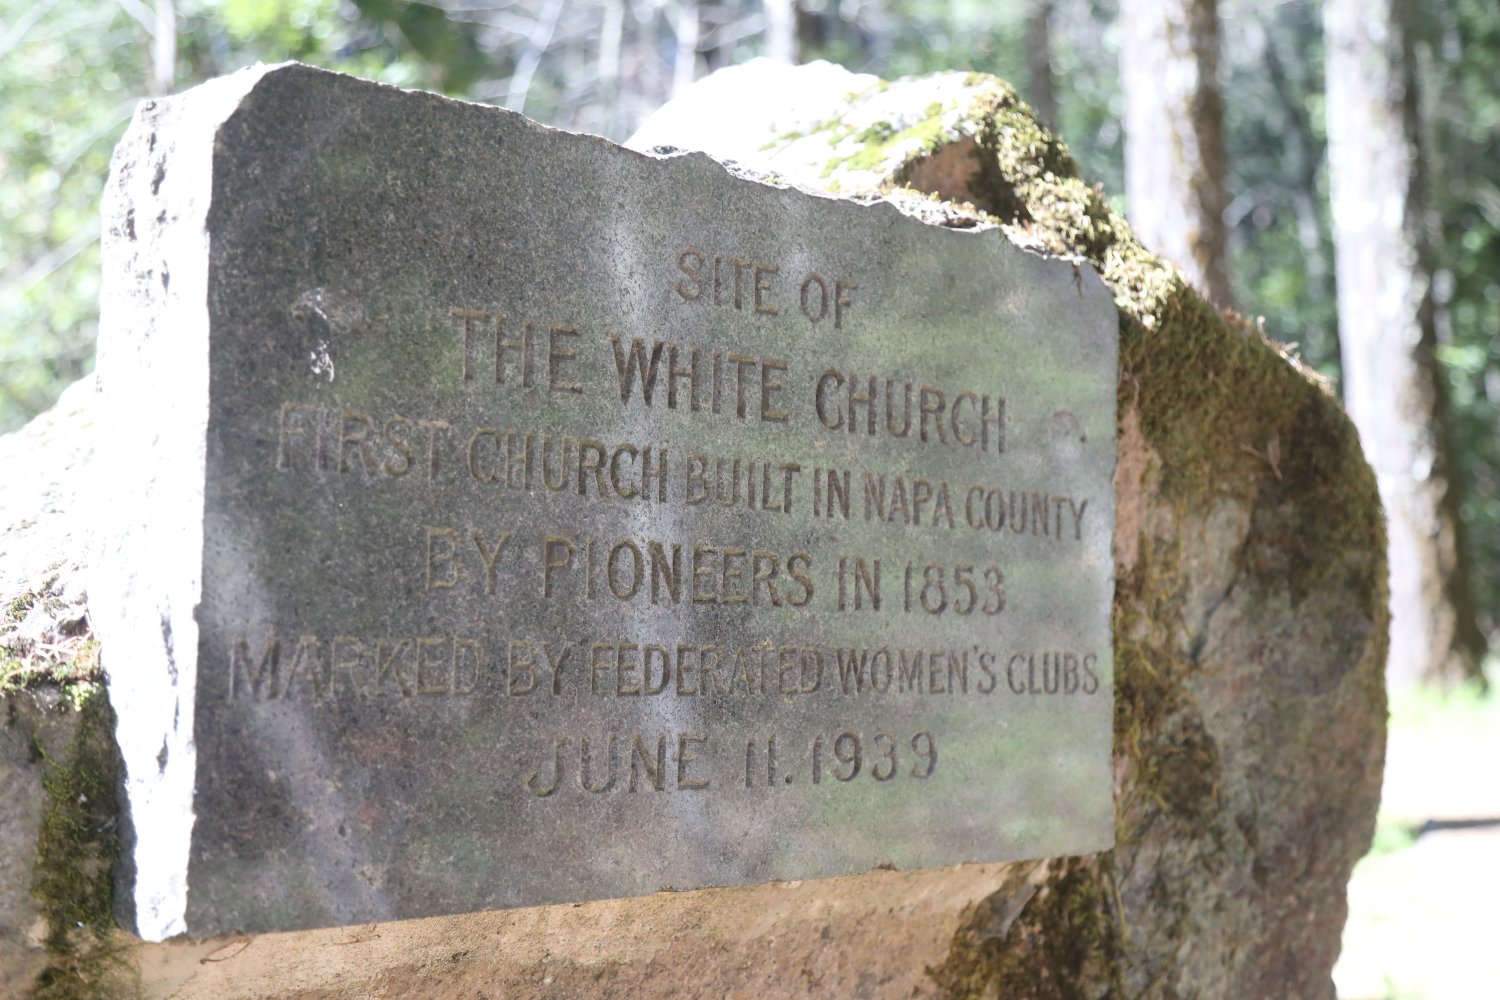 SITE OF
THE WHITE CHURCH
FIRST CHURCH BUILT IN NAPA COUNTY
BY PIONEERS IN 1853
MARKED BY FEDERATED WOMEN'S CLUBS
JUNE 11. 1939